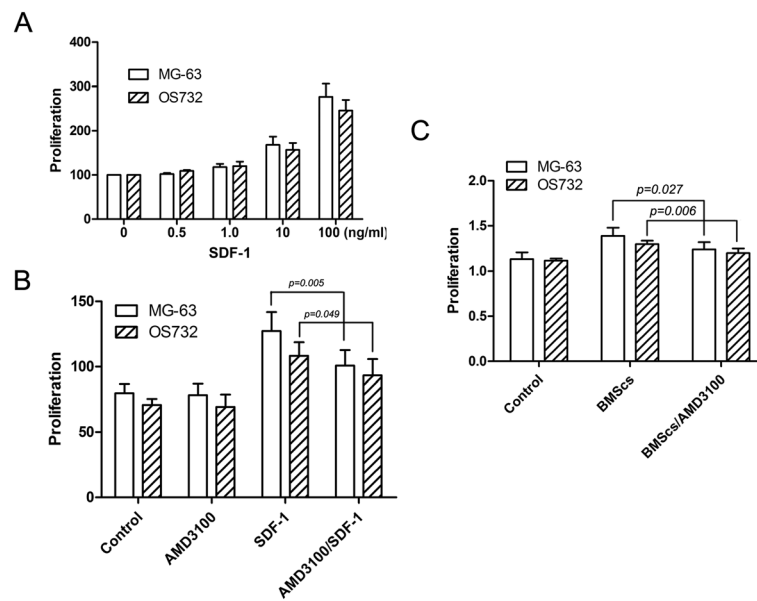 A
400
300
200
100
0
Proliferation
MG-63
OS732
0 0.5 1.0 10 100 (ng/ml)
SDF-1
B
150
100
50
0
Proliferation
MG-63
OS732
p=0.005
p=0.049
Control
AMD3100
SDF-1
AMD3100/SDF-1
C
2.0
1.5
1.0
0.5
0.0
Proliferation
MG-63
OS732
p=0.027
p=0.006
Control
BMScs
BMScs/AMD3100